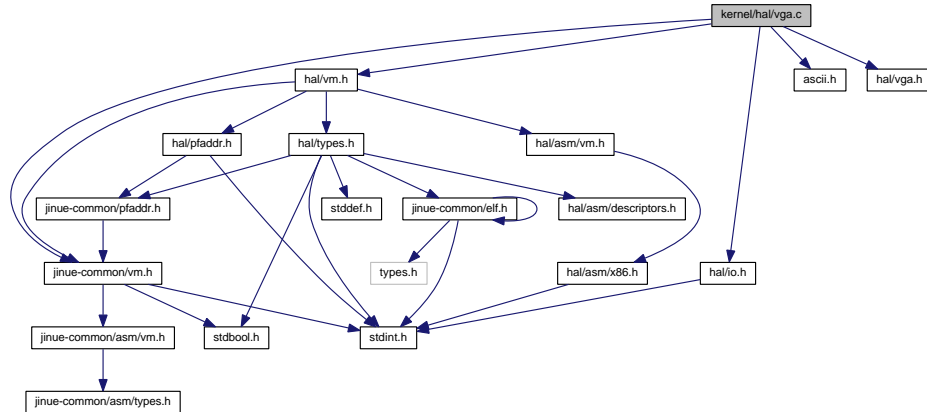 kernel/hal/vga.c
hal/vm.h
ascii.h
hal/vga.h
hal/pfaddr.h
hal/types.h
hal/asm/vm.h
jinue-common/pfaddr.h
stddef.h
jinue-common/elf.h
hal/asm/descriptors.h
jinue-common/vm.h
types.h
hal/asm/x86.h
hal/io.h
jinue-common/asm/vm.h
stdbool.h
stdint.h
jinue-common/asm/types.h